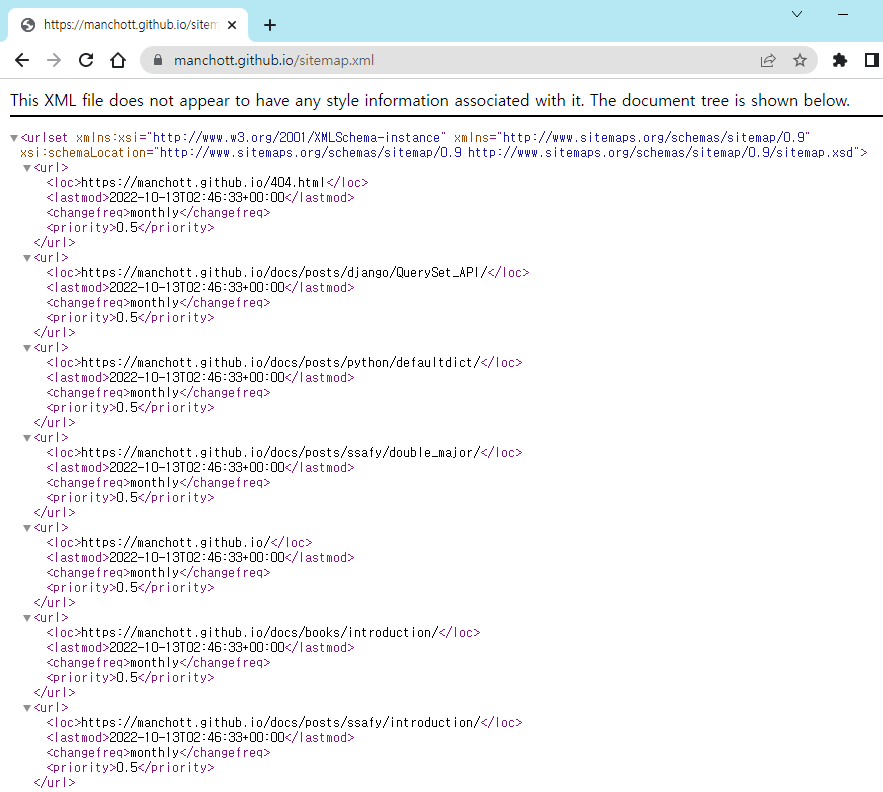 https://manchott.github.io/sitem
manchott.github.io/sitemap.xml
This XML file does not appear to have any style information associated with it. The document tree is shown below.
<urlset xmlns:xsi="http://www.w3.org/2001/XMLSchema-instance" xmlns="http://www.sitemaps.org/schemas/sitemap/0.9"
xsi:schemaLocation="http://www.sitemaps.org/schemas/sitemap/0.9 http://www.sitemaps.org/schemas/sitemap/0.9/sitemap.xsd">
<url>
<loc>https://manchott.github.io/404.html</loc>
<lastmod>2022-10-13T02:46:33+00:00</lastmod>
<changefreq>monthly</changefreq>
<priority>0.5</priority>
</url>
<url>
<loc>https://manchott.github.io/docs/posts/django/QuerySet_API/</loc>
<lastmod>2022-10-13T02:46:33+00:00</lastmod>
<changefreq>monthly</changefreq>
<priority>0.5</priority>
</url>
<url>
<loc>https://manchott.github.io/docs/posts/python/defaultdict/</loc>
<lastmod>2022-10-13T02:46:33+00:00</lastmod>
<changefreq>monthly</changefreq>
<priority>0.5</priority>
</url>
<url>
<loc>https://manchott.github.io/docs/posts/ssafy/double_major/</loc>
<lastmod>2022-10-13T02:46:33+00:00</lastmod>
<changefreq>monthly</changefreq>
<priority>0.5</priority>
</url>
<url>
<loc>https://manchott.github.io/</loc>
<lastmod>2022-10-13T02:46:33+00:00</lastmod>
<changefreq>monthly</changefreq>
<priority>0.5</priority>
</url>
<url>
<loc>https://manchott.github.io/docs/books/introduction/</loc>
<lastmod>2022-10-13T02:46:33+00:00</lastmod>
<changefreq>monthly</changefreq>
<priority>0.5</priority>
</url>
<url>
<loc>https://manchott.github.io/docs/posts/ssafy/introduction/</loc>
<lastmod>2022-10-13T02:46:33+00:00</lastmod>
<changefreq>monthly</changefreq>
<priority>0.5</priority>
</url>